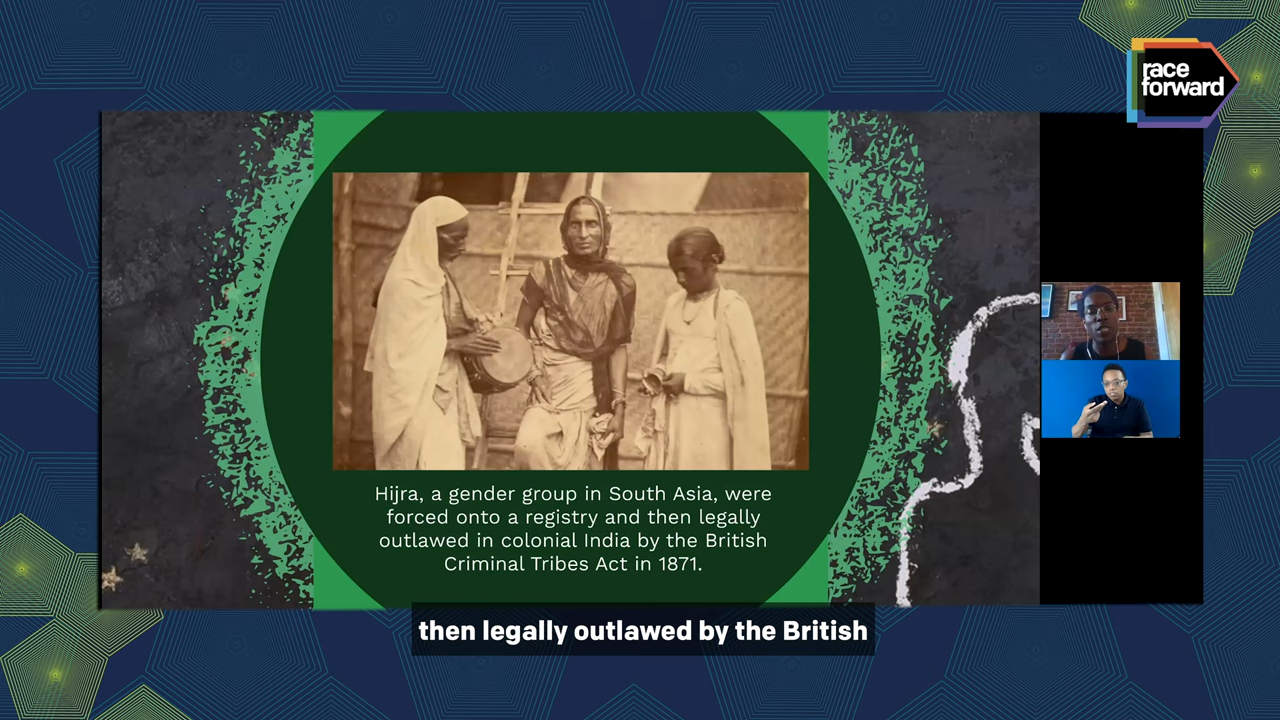 race
forward
Hijra, a gender group in South Asia, were
forced onto a registry and then legally
outlawed in colonial India by the British
Criminal Tribes Act in 1871.
then legally outlawed by the British